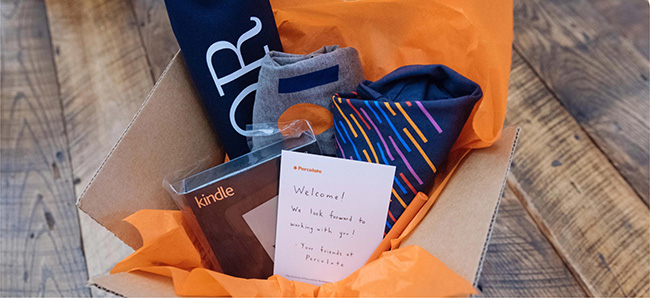 OR
kindle
Percolate
Welcome!
We look forward to
working with you!
- Your friends at
Percolate